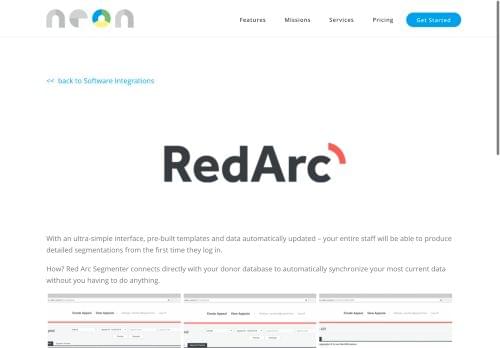 neon
Features Missions Services Pricing Get Started
<< back to Software Integrations
RedArc
With an ultra-simple interface, pre-built templates and data automatically updated – your entire staff will be able to produce
detailed segmentations from the first time they log in.
How? Red Arc Segmenter connects directly with your donor database to automatically synchronize your most current data
without you having to do anything.
Create Appeal View Appeals
Create Appeal View Appeals
Create Appeal View Appeals